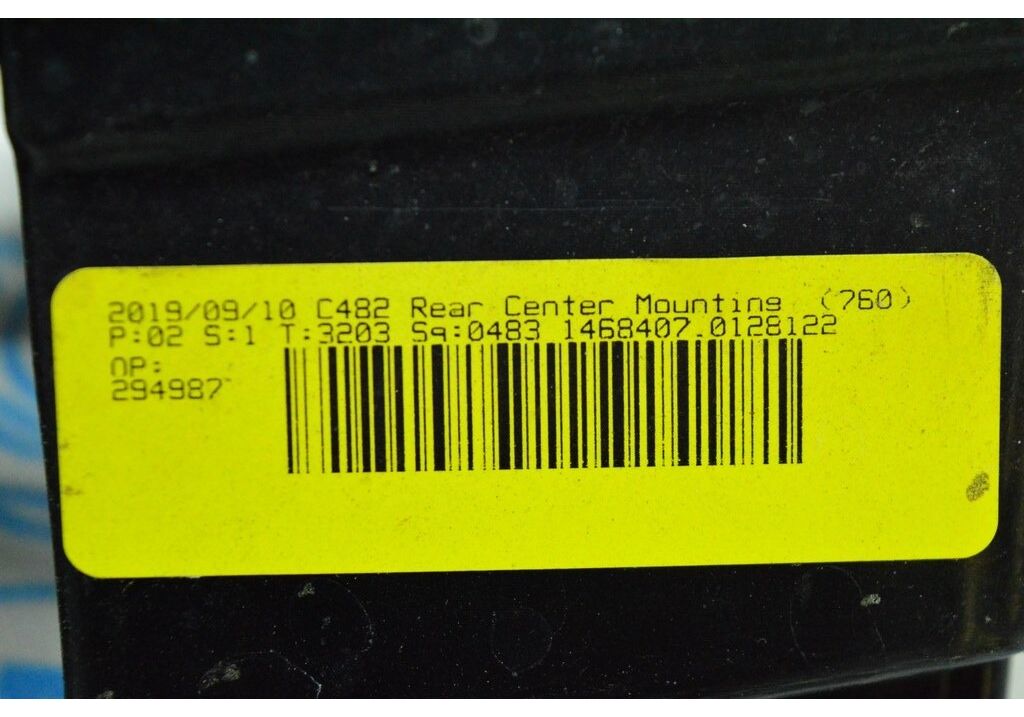 2019/09/10 C482 Rear Center Mounting (760)
P:02 S:1 T:3203 Sq:0483 1468407.0128122
OP:
294987